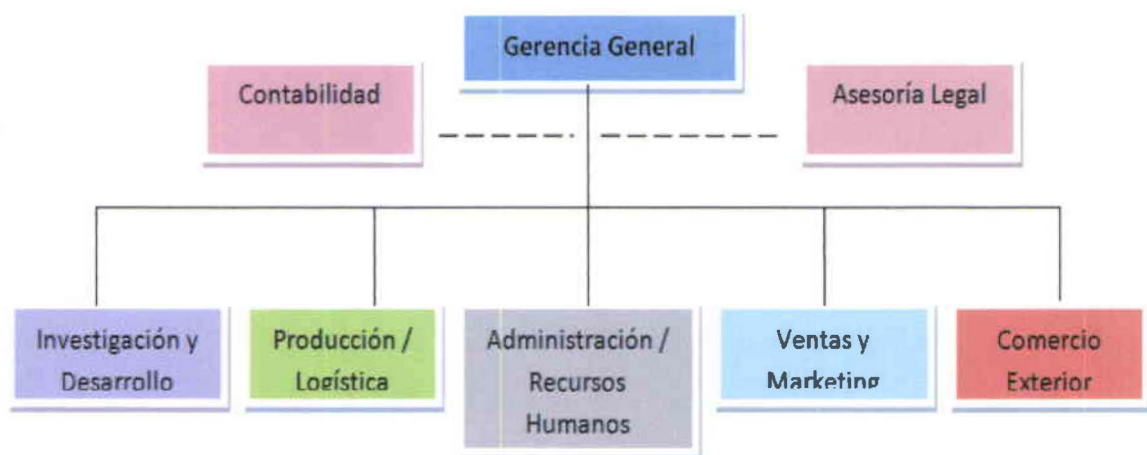 Gerencia General
Contabilidad
Asesoría Legal
Investigación y
Desarrollo
Producción /
Logística
Administración /
Recursos
Humanos
Ventas y
Marketing
Comercio
Exterior